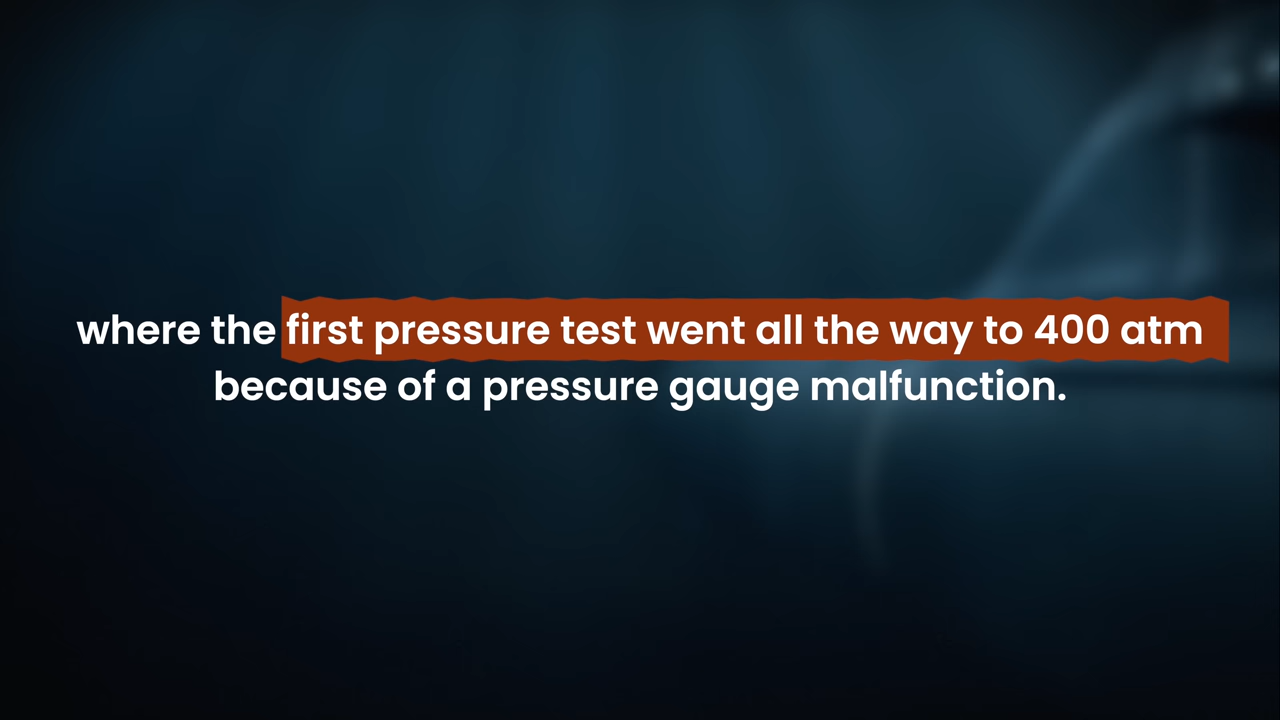 where the first pressure test went all the way to 400 atm
because of a pressure gauge malfunction.